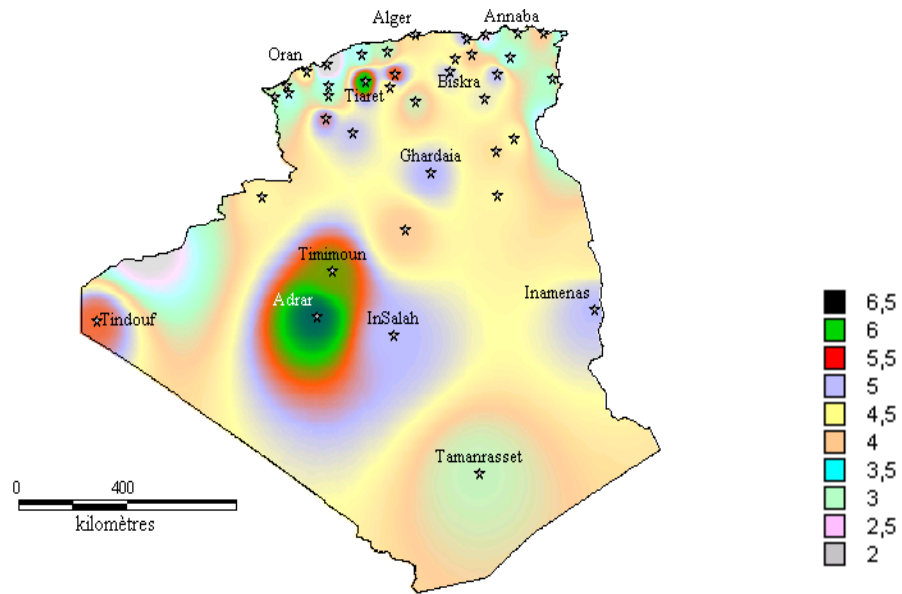 Alger
Annaba
Oran
Biskra
Tiaret
Ghardaia
Timimoun
Adrar
Inamenas
InSalah
Tindouf
Tamanrasset
0 400
kilomètres
6,5
6
5,5
5
4,5
4
3,5
3
2,5
2